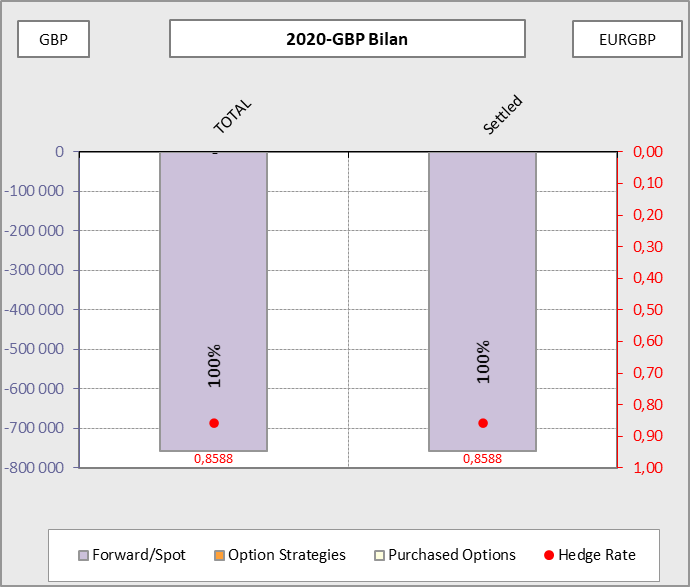 GBP
2020-GBP Bilan
EURGBP
TOTAL
Settled
0
-100 000
-200 000
-300 000
-400 000
-500 000
-600 000
-700 000
-800 000
0,00
0,10
0,20
0,30
0,40
0,50
0,60
0,70
0,80
0,90
1,00
100%
100%
0,8588
0,8588
Forward/Spot
Option Strategies
Purchased Options
Hedge Rate